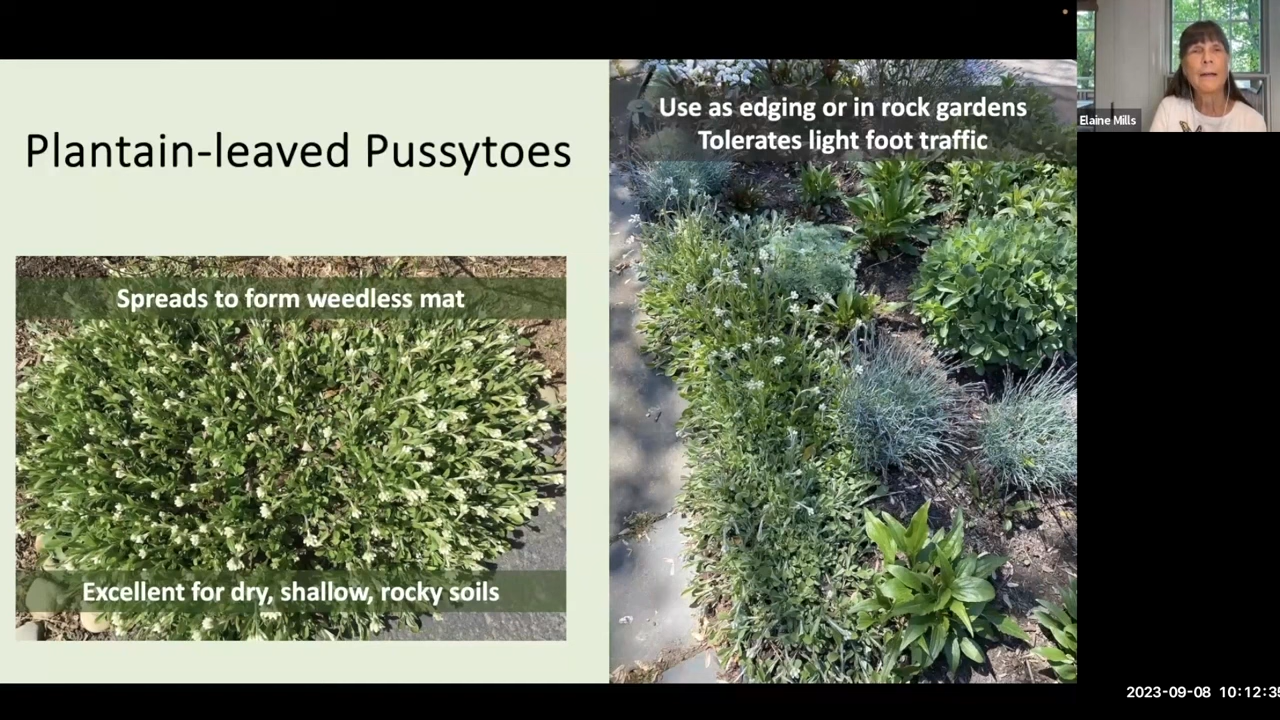 Plantain-leaved Pussytoes
Spreads to form weedless mat
Excellent for dry, shallow, rocky soils
Use as edging or in rock gardens
Tolerates light foot traffic
Elaine Mills
2023-09-08 10:12:35